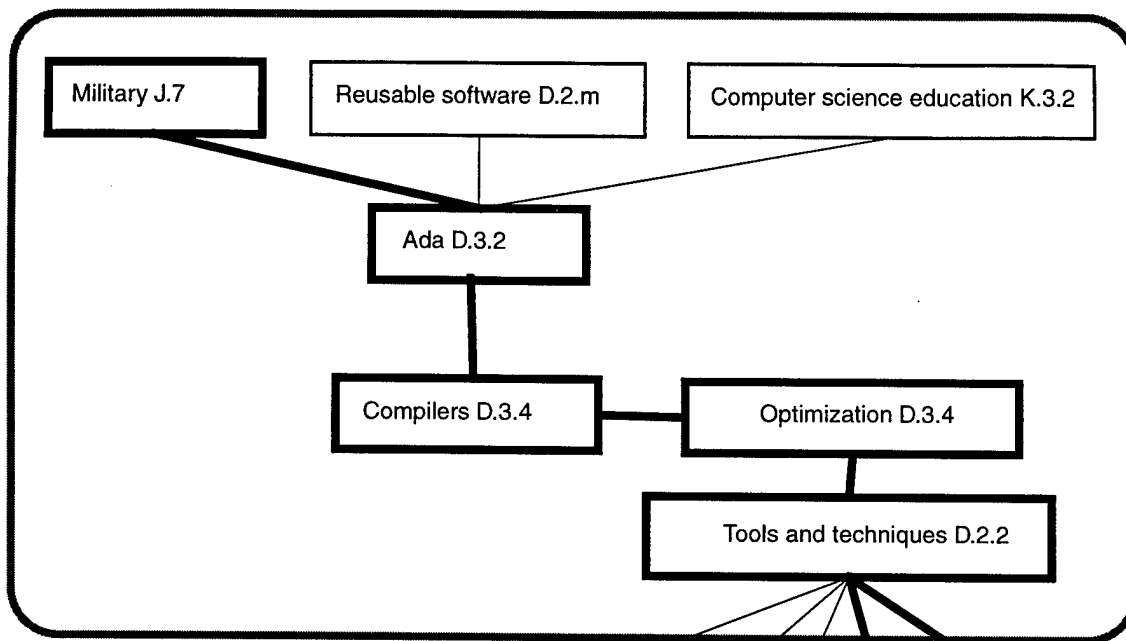 Military J.7
Reusable software D.2.m
Computer science education K.3.2
Ada D.3.2
Compilers D.3.4
Optimization D.3.4
Tools and techniques D.2.2